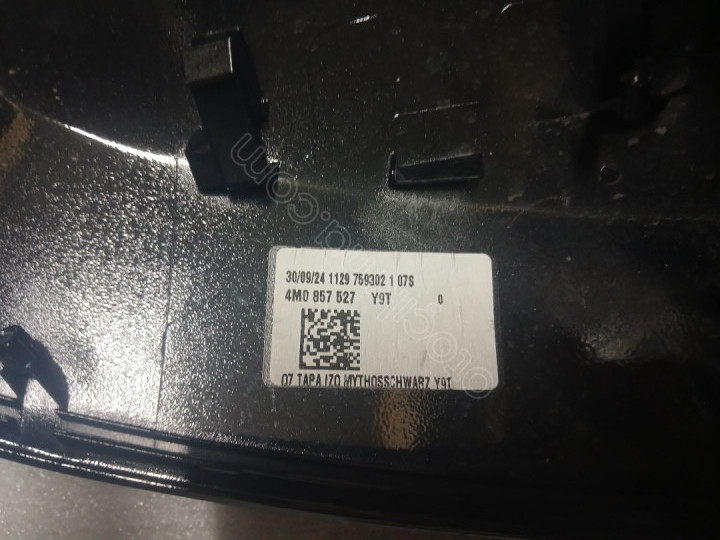 30/09/24 1129 759302 1 07S
4M0 857 527 Y9T 0
07 TAPA IZQ MYTHOSSCHWARZ Y9T